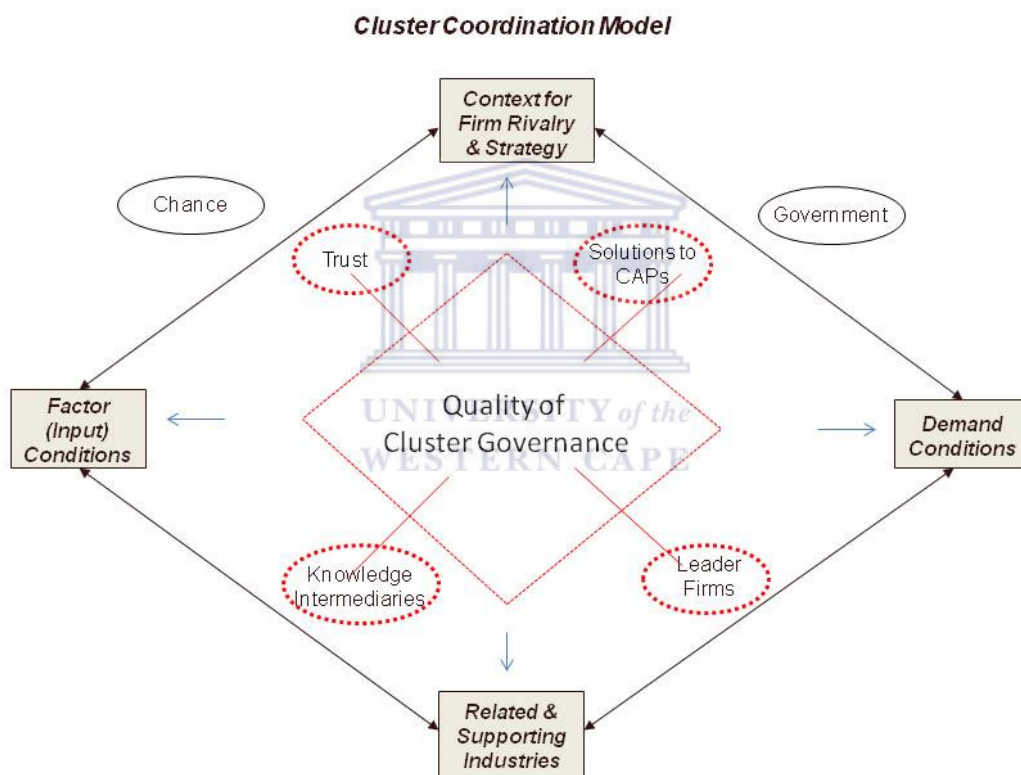 Cluster Coordination Model
Context for
Firm Rivalry
& Strategy
Chance
Government
Trust
Solutions to
CAPs
Factor
(Input)
Conditions
Quality of
Cluster Governance
UNIVERSITY of the
WESTERN CAPE
Demand
Conditions
Knowledge
Intermediaries
Leader
Firms
Related &
Supporting
Industries